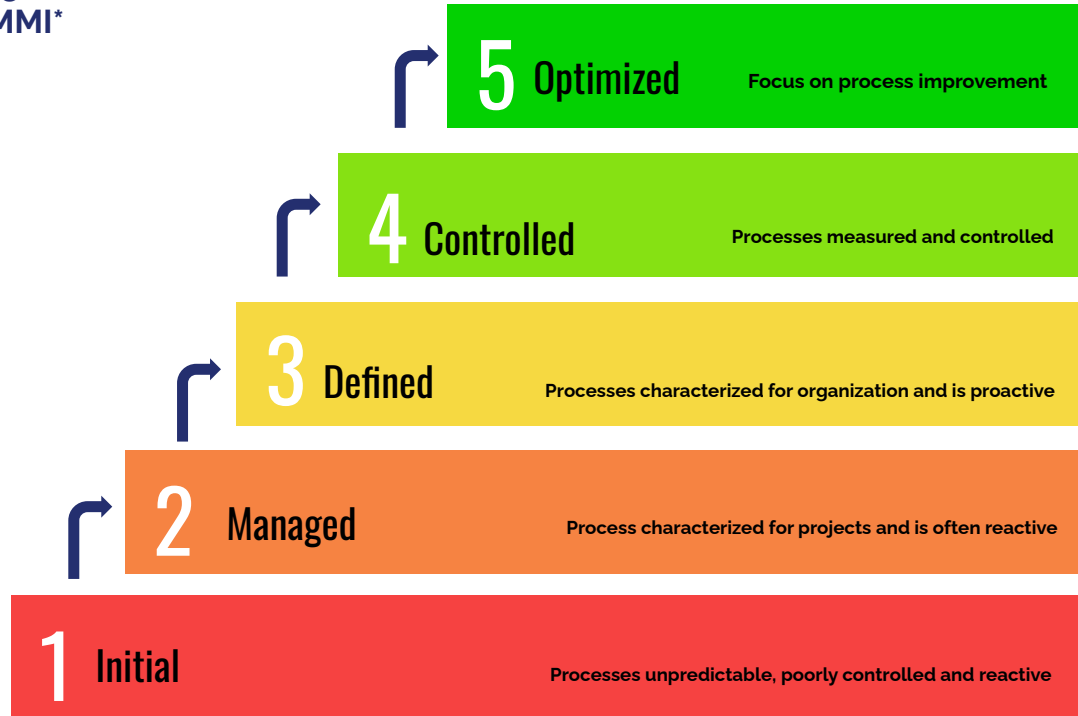 MMI*
5 Optimized Focus on process improvement
4 Controlled Processes measured and controlled
3 Defined Processes characterized for organization and is proactive
2 Managed Process characterized for projects and is often reactive
1 Initial Processes unpredictable, poorly controlled and reactive